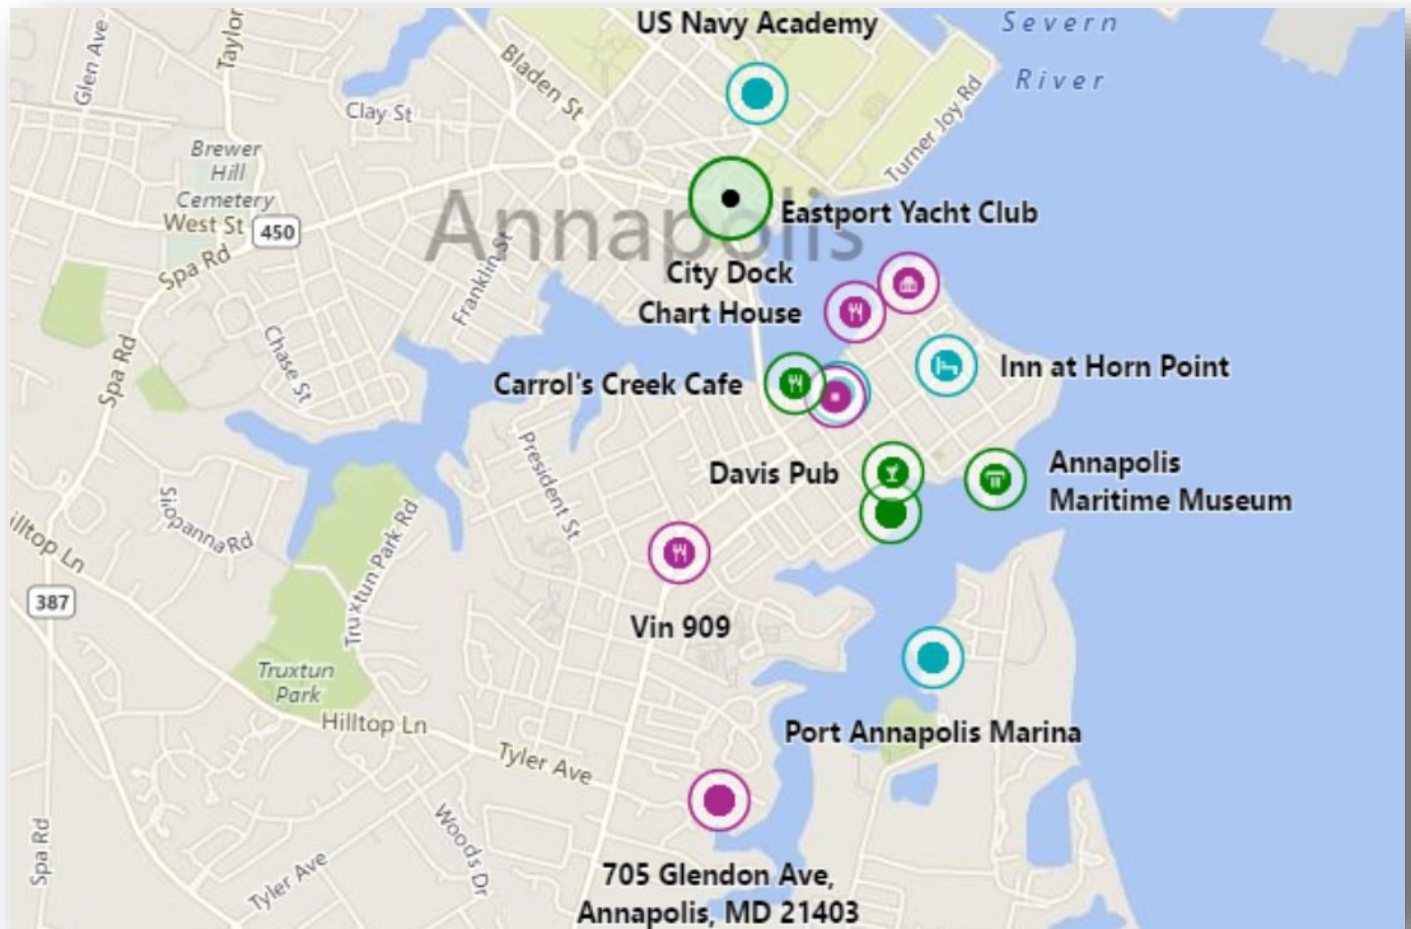 US Navy Academy
Severn
River
Glen Ave
Taylor
Bladen St
Clay St
Turner Joy Rd
Brewer
Hill
Cemetery
West St
450
Annapolis
Eastport Yacht Club
Spa Rd
Franklin St
City Dock
Chart House
Spa Rd
Chase St
Inn at Horn Point
Carrol's Creek Cafe
President St
Davis Pub
Annapolis
Maritime Museum
Siopanna Rd
illtop Ln
Truxtun Park Rd
387
Vin 909
Truxtun
Park
Hilltop Ln
Port Annapolis Marina
Tyler Ave
Woods Dr
Spa Rd
Tyler Ave
705 Glendon Ave,
Annapolis, MD 21403